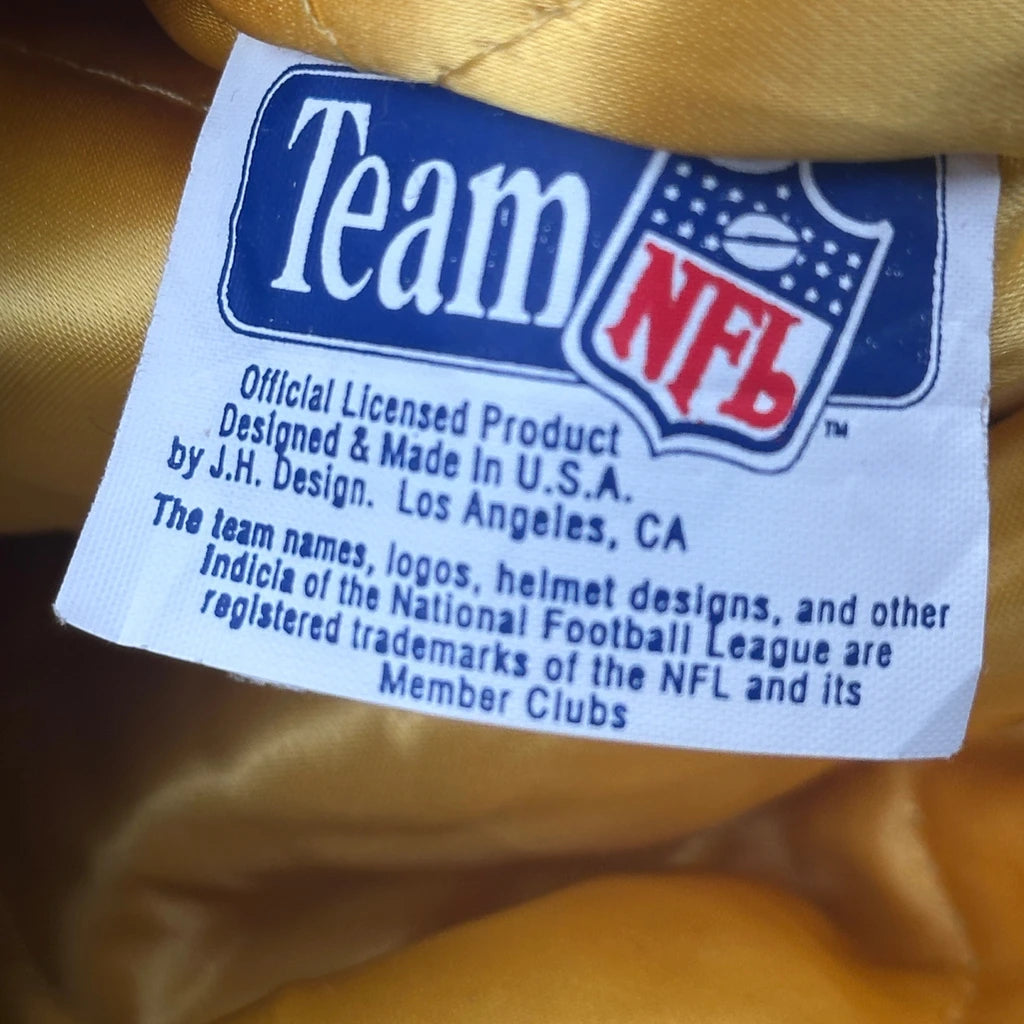 Team NFL
Official Licensed Product
Designed & Made In U.S.A.
by J.H. Design. Los Angeles, CA
The team names, logos, helmet designs, and other
Indicia of the National Football League are
registered trademarks of the NFL and its
Member Clubs
TM